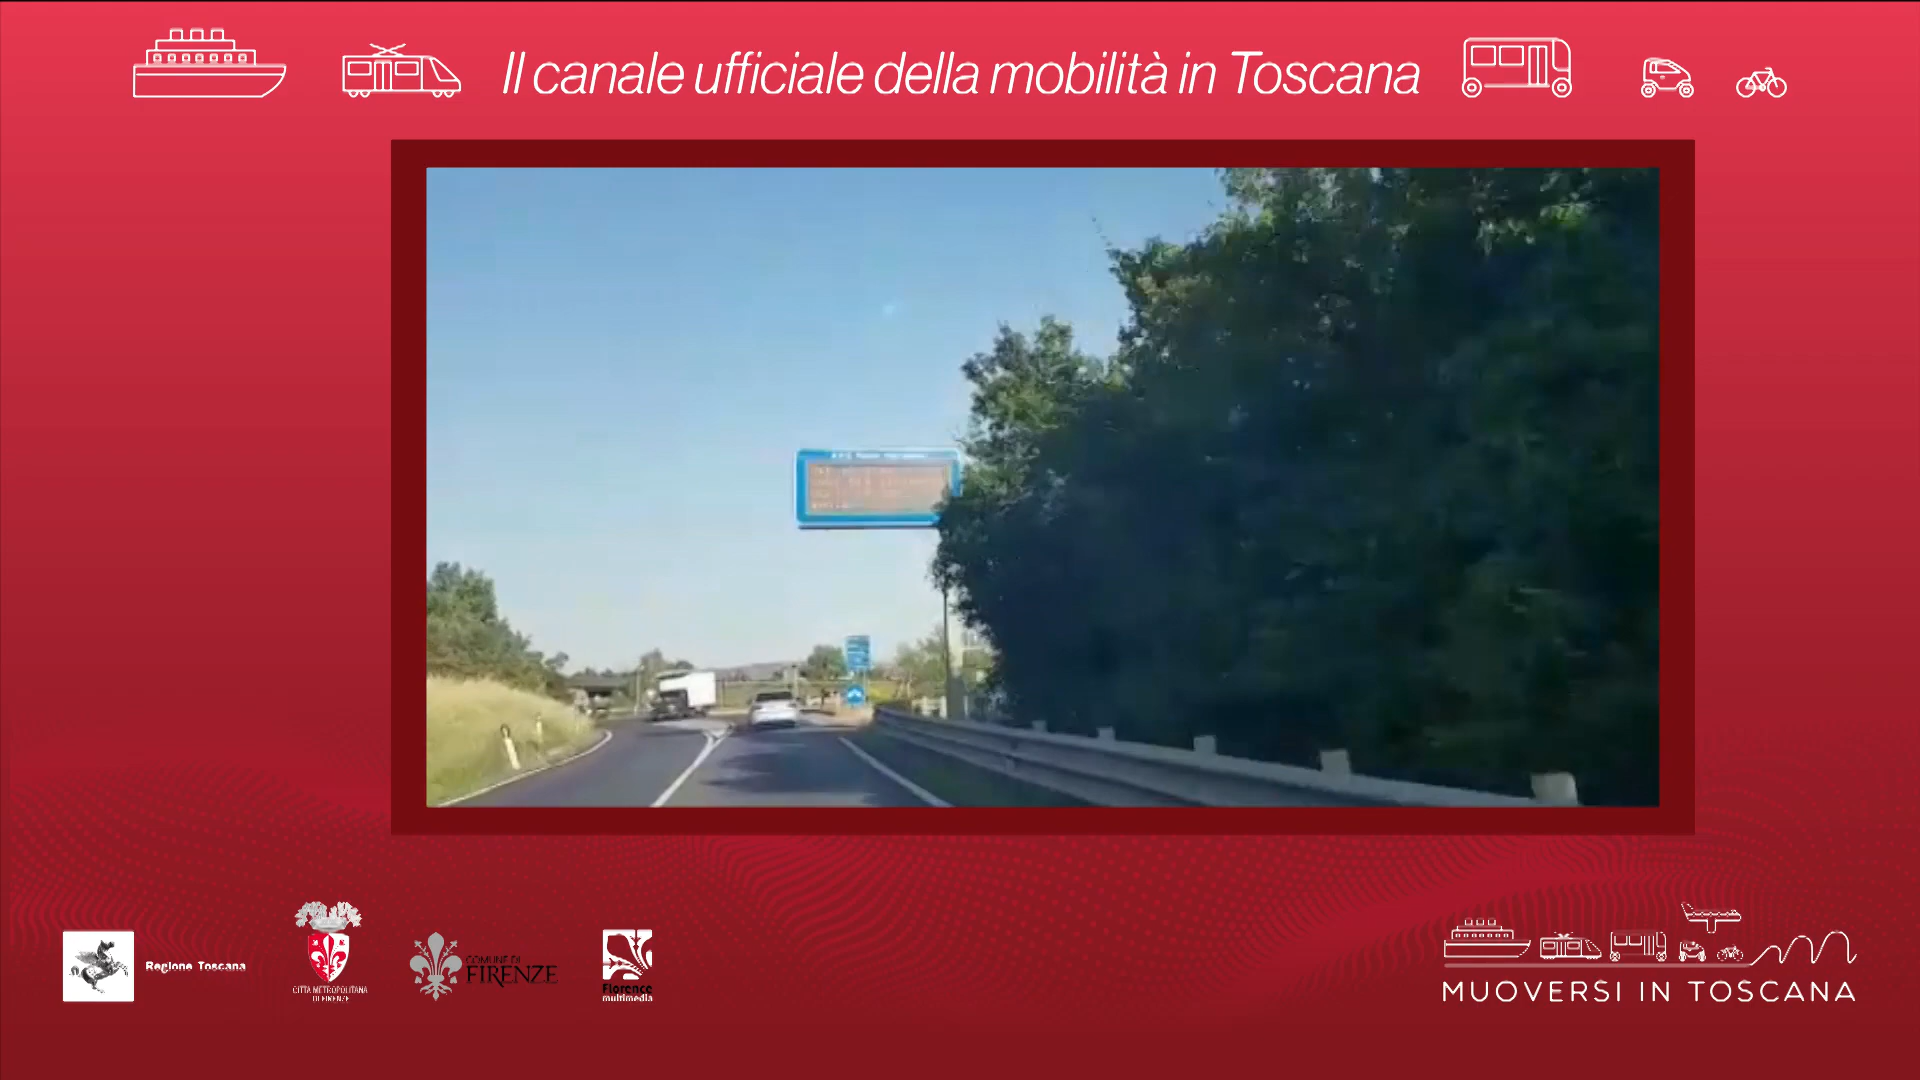 Il canale ufficiale della mobilità in Toscana
Regione Toscana
CITTÀ METROPOLITANA
DI FIRENZE
COMUNE DI
FIRENZE
Florence
multimedia
MUOVERSI IN TOSCANA